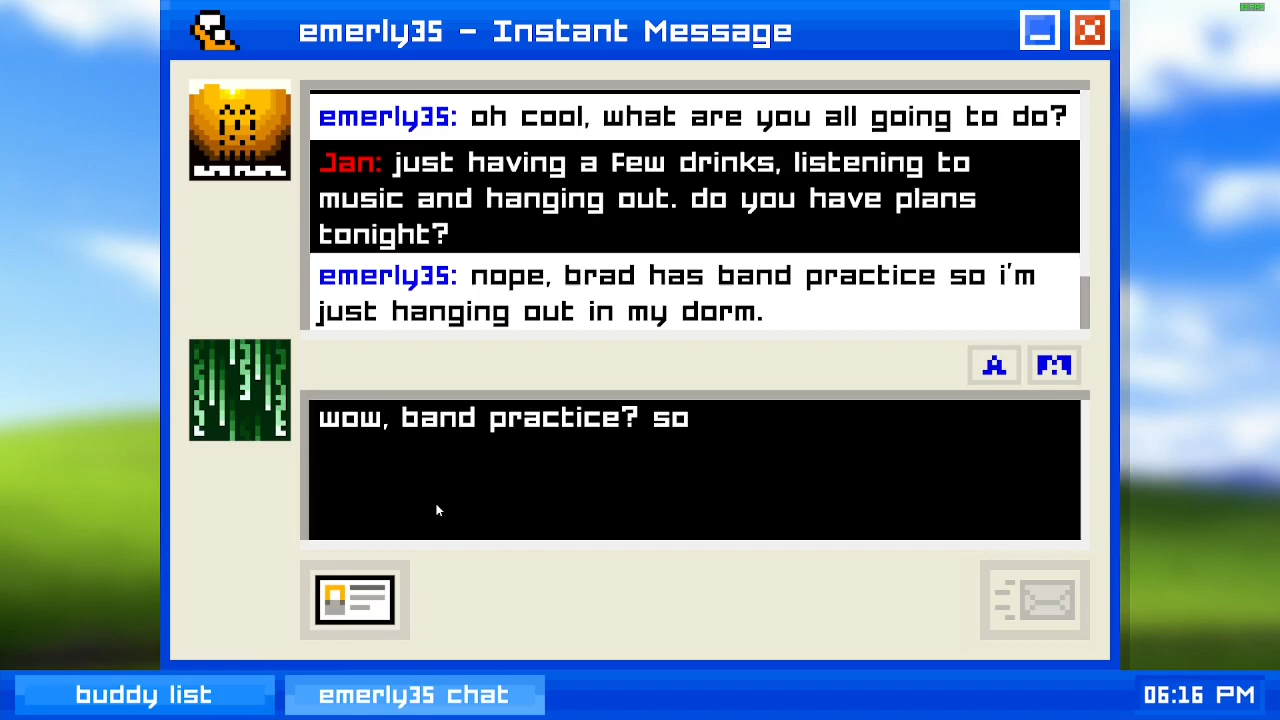 emerly35 - Instant Message
emerly35: oh cool, what are you all going to do?
Jan: just having a few drinks, listening to
music and hanging out. do you have plans
tonight?
emerly35: nope, brad has band practice so i'm
just hanging out in my dorm.
A
wow, band practice? so
buddy list
emerly35 chat
06:16 PM